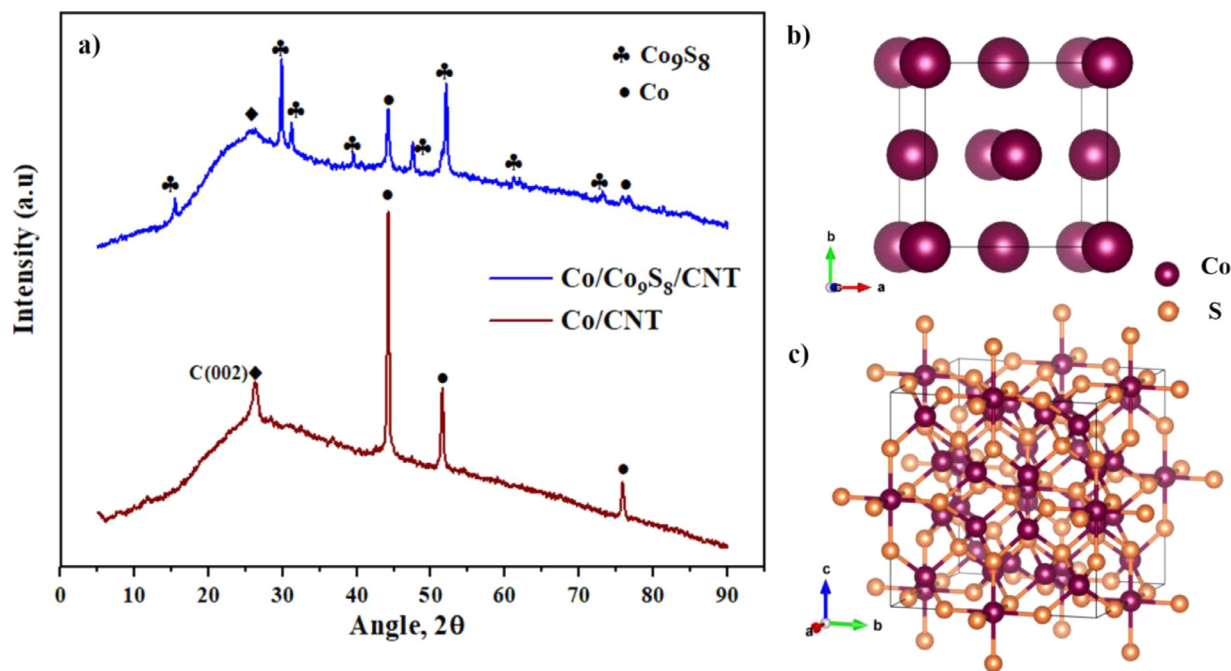 a)
♣ Co₉S₈
● Co
Co/Co₉S₈/CNT
Co/CNT
C(002)
Intensity (a.u)
0 10 20 30 40 50 60 70 80 90
Angle, 2θ
b)
b
c a
Co
S
c)
c
a b